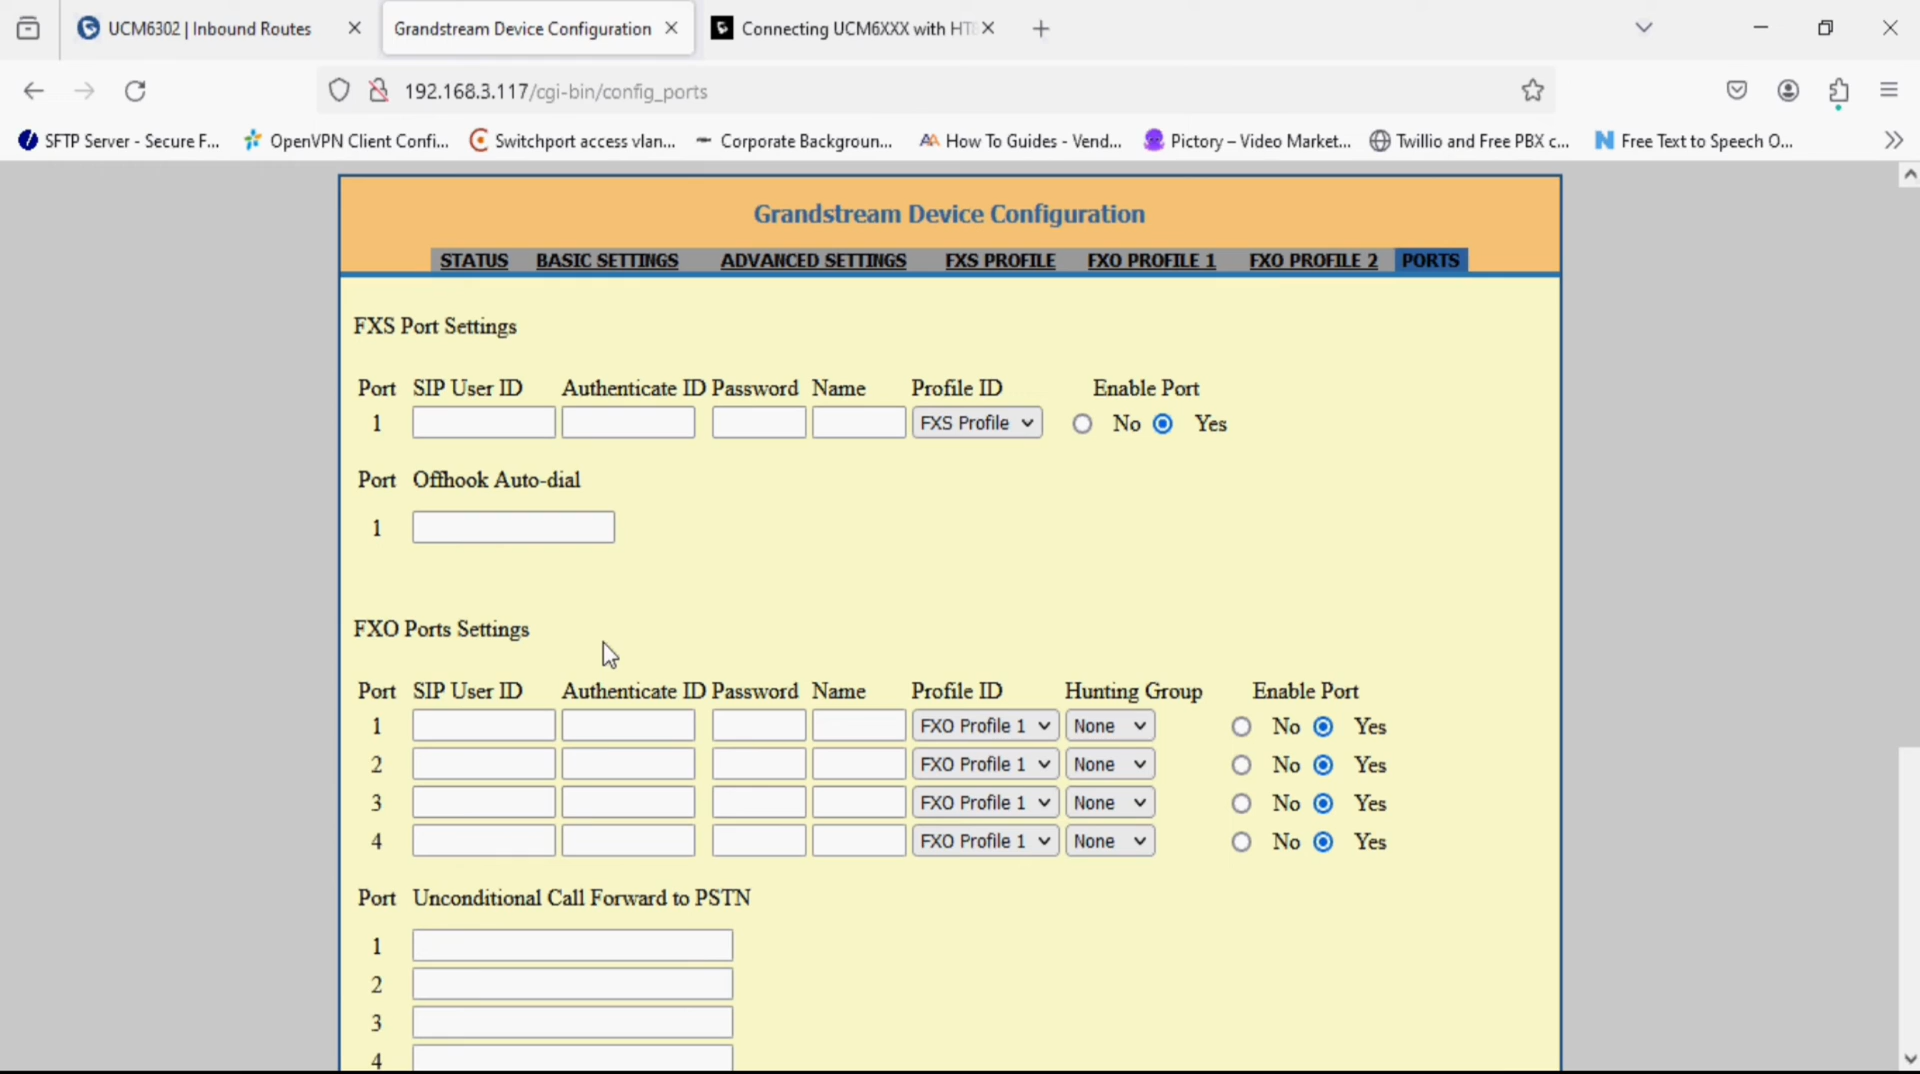 UCM6302 | Inbound Routes
Grandstream Device Configuration
Connecting UCM6XXX with HT8
192.168.3.117/cgi-bin/config_ports
SFTP Server - Secure F...
OpenVPN Client Confi...
Switchport access vlan...
Corporate Backgroun...
How To Guides - Vend...
Pictory – Video Market...
Twillio and Free PBX c...
Free Text to Speech O...
Grandstream Device Configuration
STATUS BASIC SETTINGS ADVANCED SETTINGS FXS PROFILE FXO PROFILE 1 FXO PROFILE 2 PORTS
FXS Port Settings
Port SIP User ID Authenticate ID Password Name Profile ID Enable Port
1 FXS Profile No Yes
Port Offhook Auto-dial
1
FXO Ports Settings
Port SIP User ID Authenticate ID Password Name Profile ID Hunting Group Enable Port
1 FXO Profile 1 None No Yes
2 FXO Profile 1 None No Yes
3 FXO Profile 1 None No Yes
4 FXO Profile 1 None No Yes
Port Unconditional Call Forward to PSTN
1
2
3
4